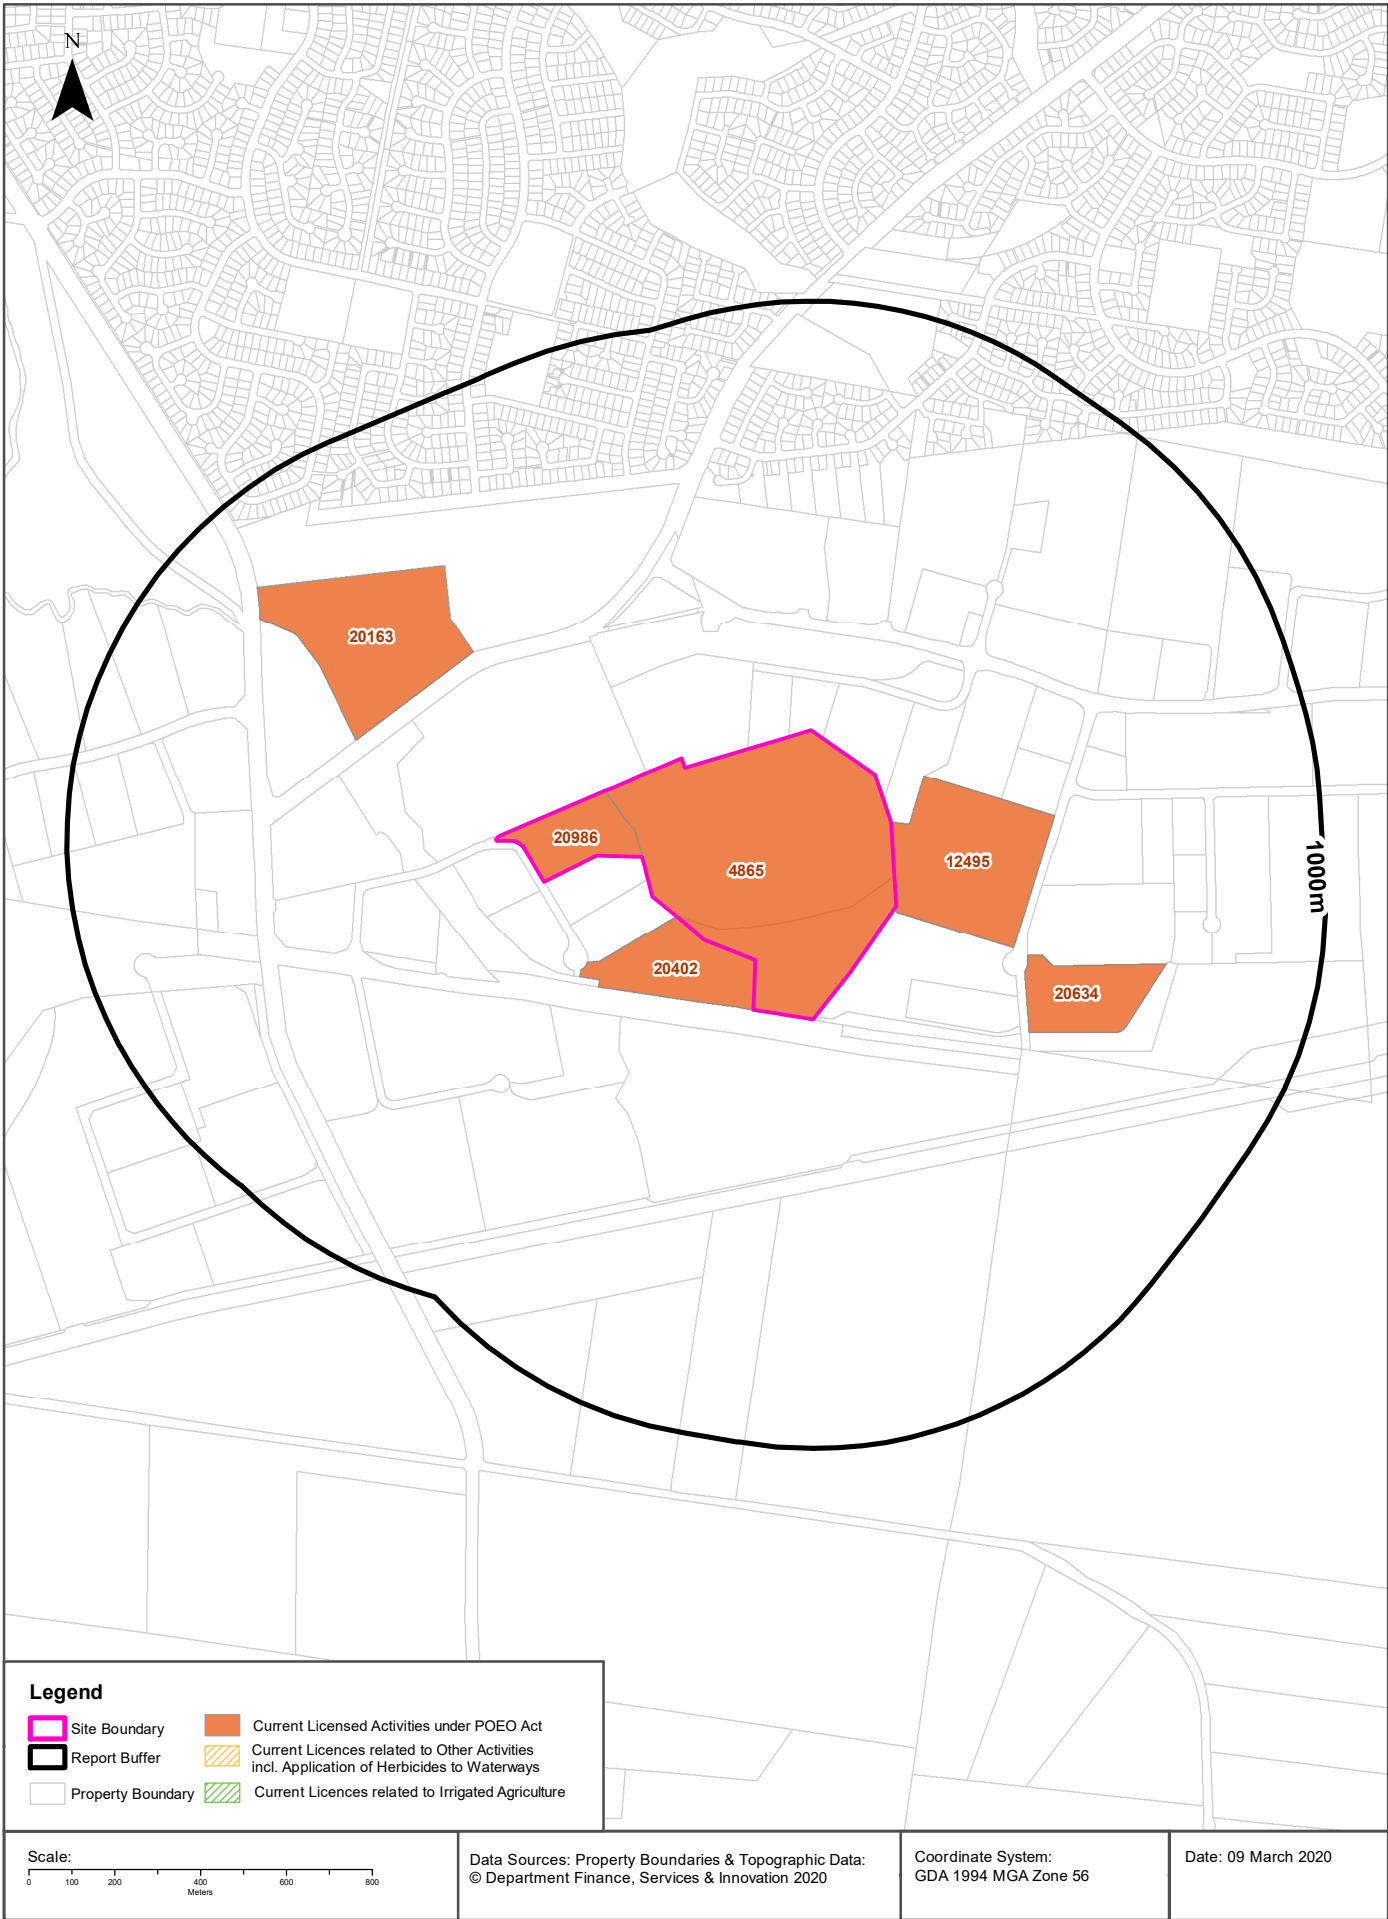 N
20163
20986
4865
12495
20402
20634
1000m
Legend
Site Boundary
Report Buffer
Property Boundary
Current Licensed Activities under POEO Act
Current Licences related to Other Activities
incl. Application of Herbicides to Waterways
Current Licences related to Irrigated Agriculture
Scale:
0 100 200 400 600 800
Meters
Data Sources: Property Boundaries & Topographic Data:
© Department Finance, Services & Innovation 2020
Coordinate System:
GDA 1994 MGA Zone 56
Date: 09 March 2020